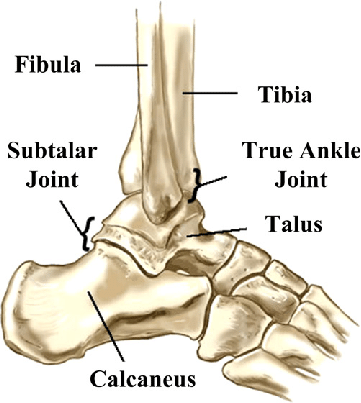 Fibula
Tibia
Subtalar
Joint
True Ankle
Joint
Talus
Calcaneus